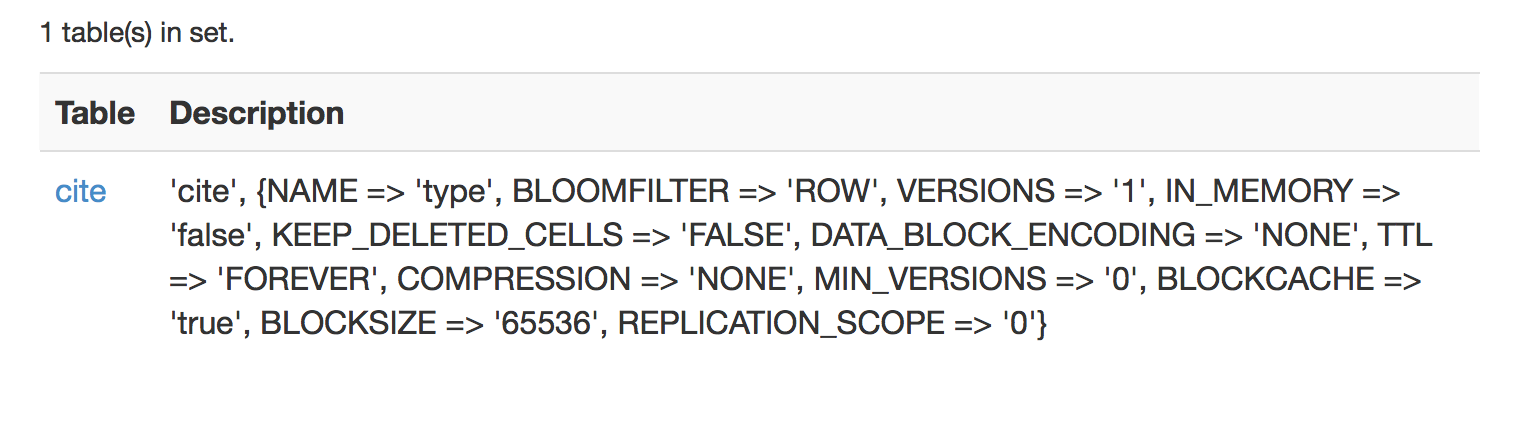 1 table(s) in set.
Table Description
cite 'cite', {NAME => 'type', BLOOMFILTER => 'ROW', VERSIONS => '1', IN_MEMORY =>
'false', KEEP_DELETED_CELLS => 'FALSE', DATA_BLOCK_ENCODING => 'NONE', TTL
=> 'FOREVER', COMPRESSION => 'NONE', MIN_VERSIONS => '0', BLOCKCACHE =>
'true', BLOCKSIZE => '65536', REPLICATION_SCOPE => '0'}